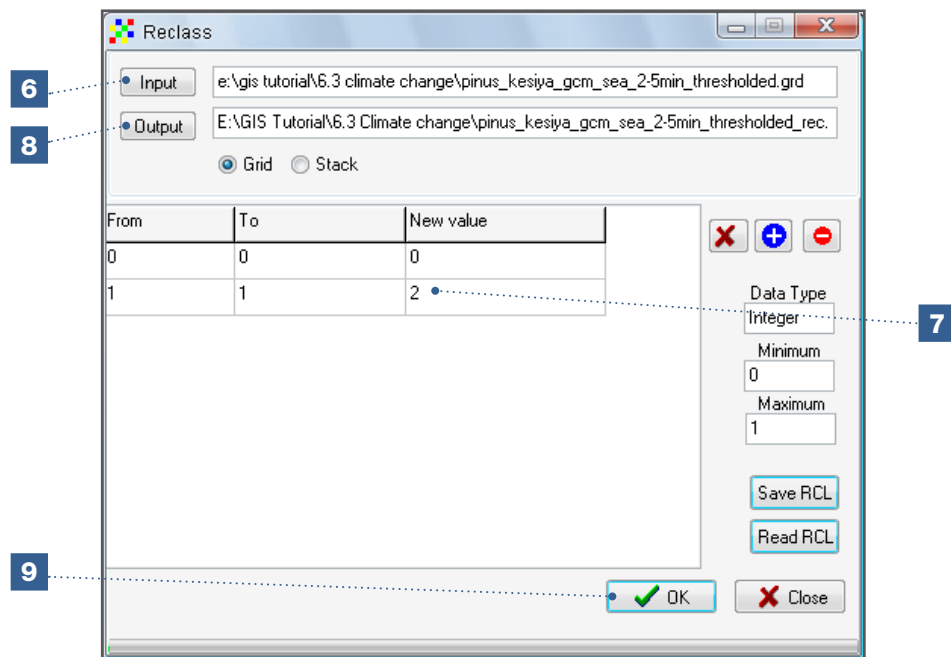 Reclass
6
Input e:\gis tutorial\6.3 climate change\pinus_kesiya_gcm_sea_2-5min_thresholded.grd
8
Output E:\GIS Tutorial\6.3 Climate change\pinus_kesiya_gcm_sea_2-5min_thresholded_rec.
Grid Stack
From To New value
0 0 0
1 1 2
7
Data Type
Integer
Minimum
0
Maximum
1
Save RCL
Read RCL
9
OK Close